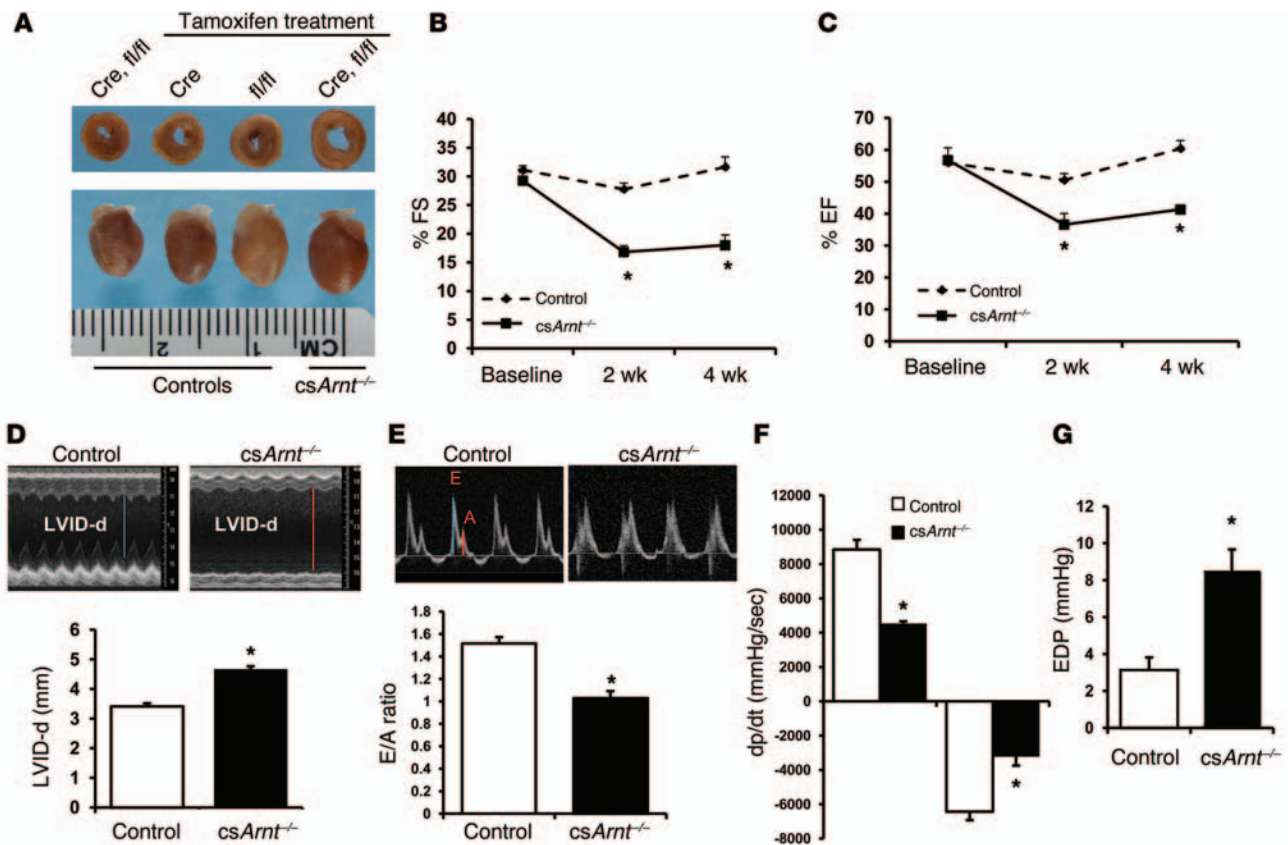 A
Tamoxifen treatment
Cre, fl/fl
Cre
fl/fl
Cre, fl/fl
2
1
CM
Controls
csArnt–/–
B
% FS
40
35
30
25
20
15
10
5
0
Control
csArnt–/–
Baseline
2 wk
4 wk
*
*
C
% EF
70
60
50
40
30
20
10
0
Control
csArnt–/–
Baseline
2 wk
4 wk
*
*
D
Control
csArnt–/–
LVID-d
LVID-d
LVID-d (mm)
6
5
4
3
2
1
0
*
Control
csArnt–/–
E
Control
csArnt–/–
E
A
E/A ratio
1.8
1.6
1.4
1.2
1
0.8
0.6
0.4
0.2
0
*
Control
csArnt–/–
F
dp/dt (mmHg/sec)
12000
10000
8000
6000
4000
2000
0
-2000
-4000
-6000
-8000
Control
csArnt–/–
*
*
G
EDP (mmHg)
12
10
8
6
4
2
0
*
Control
csArnt–/–